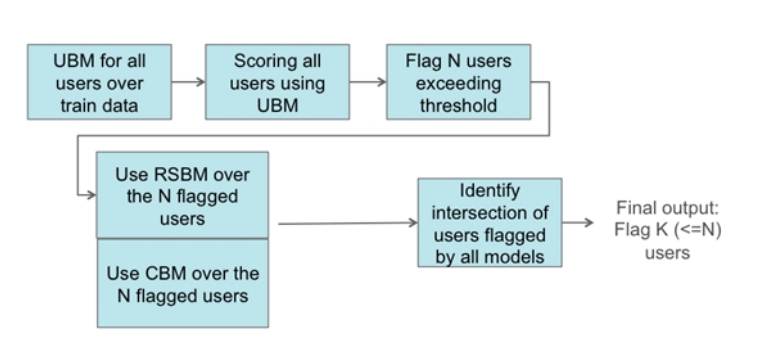 UBM for all
users over
train data
Scoring all
users using
UBM
Flag N users
exceeding
threshold
Use RSBM over
the N flagged
users
Use CBM over the
N flagged users
Identify
intersection of
users flagged
by all models
Final output:
Flag K (<=N)
users